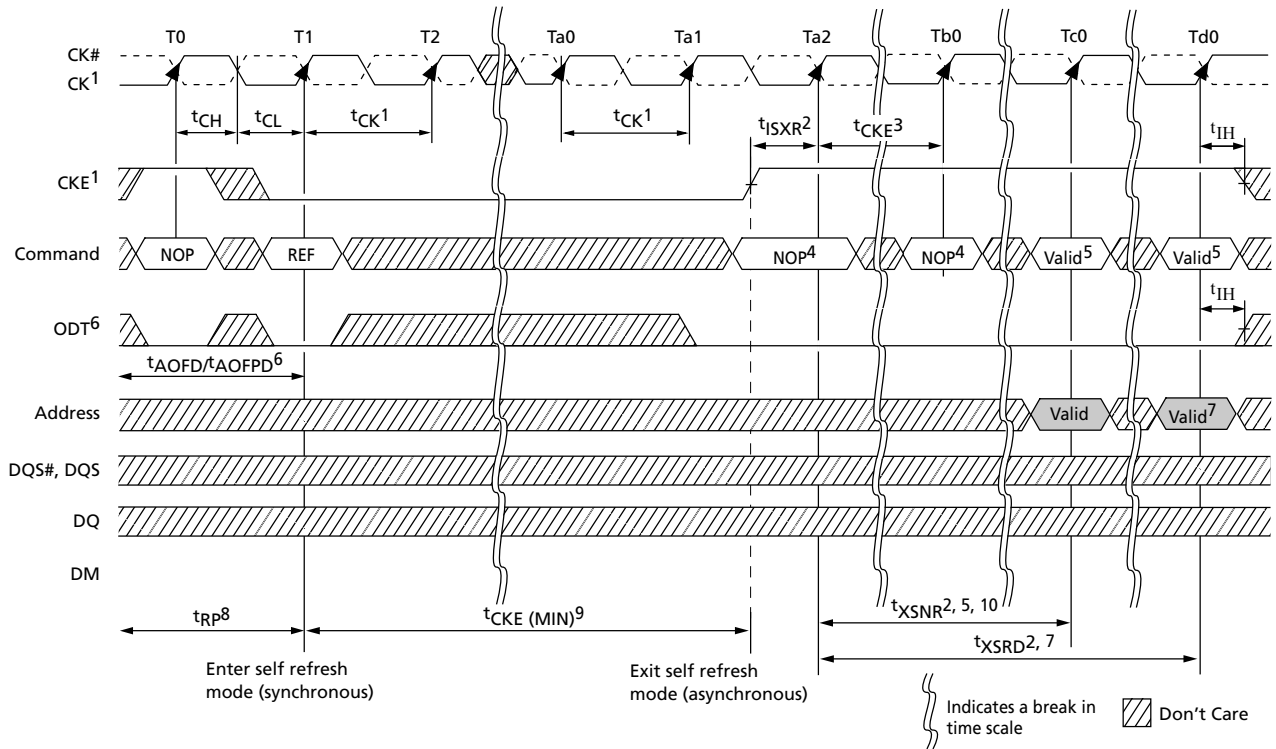 T0 T1 T2 Ta0 Ta1 Ta2 Tb0 Tc0 Td0
CK#
CK1
tCH tCL tCK1 tCK1 tISXR2 tCKE3 tIH
CKE1
Command NOP REF NOP4 NOP4 Valid5 Valid5
tIH
ODT6
tAOFD/tAOFPD6
Address Valid Valid7
DQS#, DQS
DQ
DM
tRP8 tCKE (MIN)9 tXSNR2, 5, 10
tXSRD2, 7
Enter self refresh
mode (synchronous)
Exit self refresh
mode (asynchronous)
Indicates a break in
time scale
Don't Care